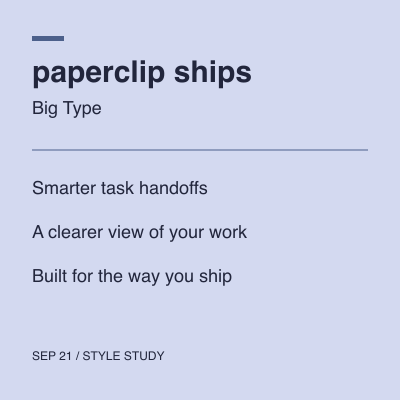 paperclip ships
Big Type
Smarter task handoffs
A clearer view of your work
Built for the way you ship
SEP 21 / STYLE STUDY